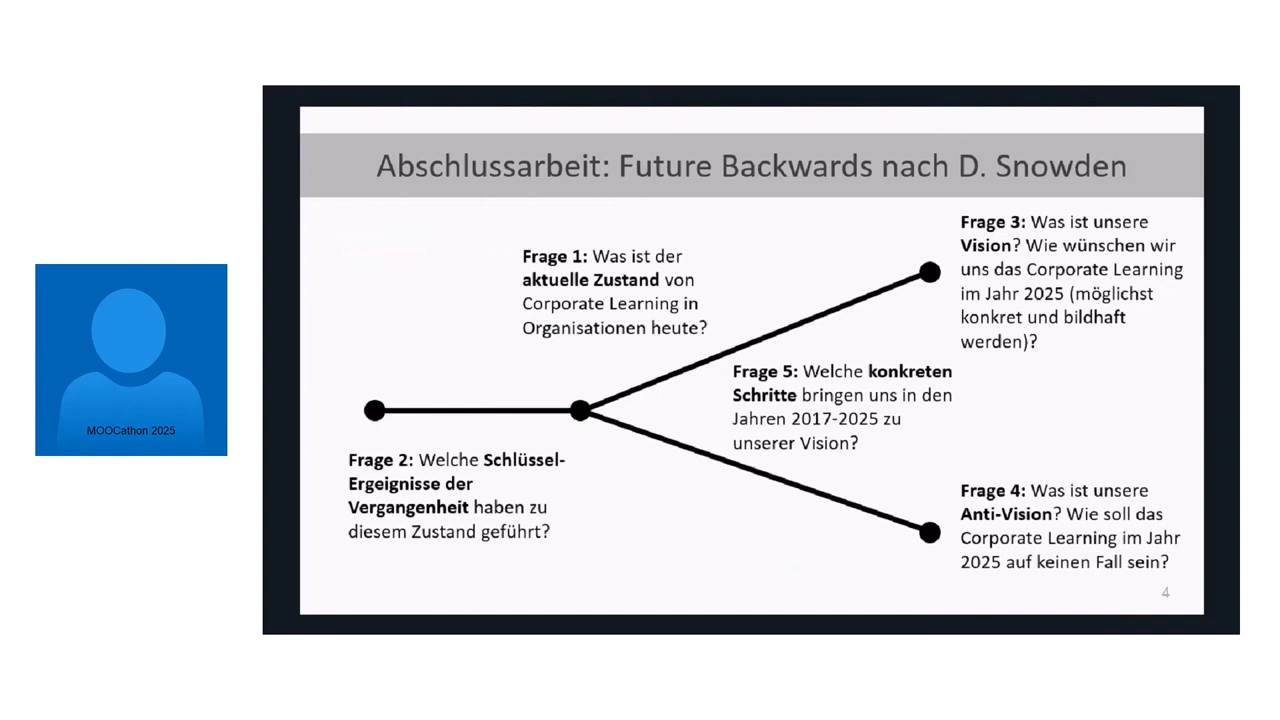 Abschlussarbeit: Future Backwards nach D. Snowden
Frage 1: Was ist der
aktuelle Zustand von
Corporate Learning in
Organisationen heute?
Frage 2: Welche Schlüssel-
Ergeignisse der
Vergangenheit haben zu
diesem Zustand geführt?
Frage 3: Was ist unsere
Vision? Wie wünschen wir
uns das Corporate Learning
im Jahr 2025 (möglichst
konkret und bildhaft
werden)?
Frage 5: Welche konkreten
Schritte bringen uns in den
Jahren 2017-2025 zu
unserer Vision?
Frage 4: Was ist unsere
Anti-Vision? Wie soll das
Corporate Learning im Jahr
2025 auf keinen Fall sein?
4
MOOCathon 2025